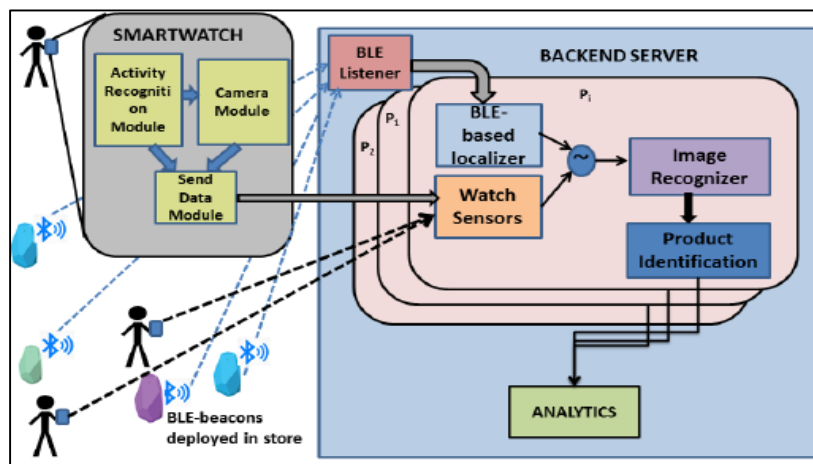 SMARTWATCH
Activity
Recogniti
on
Module
Camera
Module
Send
Data
Module
BLE
Listener
BACKEND SERVER
Pi
P1
P2
BLE-
based
localizer
~
Image
Recognizer
Watch
Sensors
Product
Identification
BLE-beacons
deployed in store
ANALYTICS